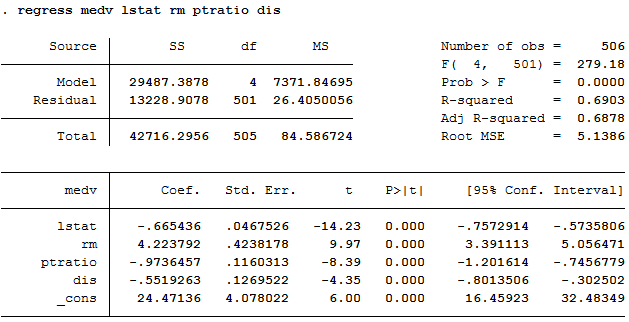 . regress medv lstat rm ptratio dis
Source SS df MS Number of obs = 506
F( 4, 501) = 279.18
Model 29487.3878 4 7371.84695 Prob > F = 0.0000
Residual 13228.9078 501 26.4050056 R-squared = 0.6903
Adj R-squared = 0.6878
Total 42716.2956 505 84.586724 Root MSE = 5.1386
medv Coef. Std. Err. t P>|t| [95% Conf. Interval]
lstat -.665436 .0467526 -14.23 0.000 -.7572914 -.5735806
rm 4.223792 .4238178 9.97 0.000 3.391113 5.056471
ptratio -.9736457 .1160313 -8.39 0.000 -1.201614 -.7456779
dis -.5519263 .1269522 -4.35 0.000 -.8013506 -.302502
_cons 24.47136 4.078022 6.00 0.000 16.45923 32.48349